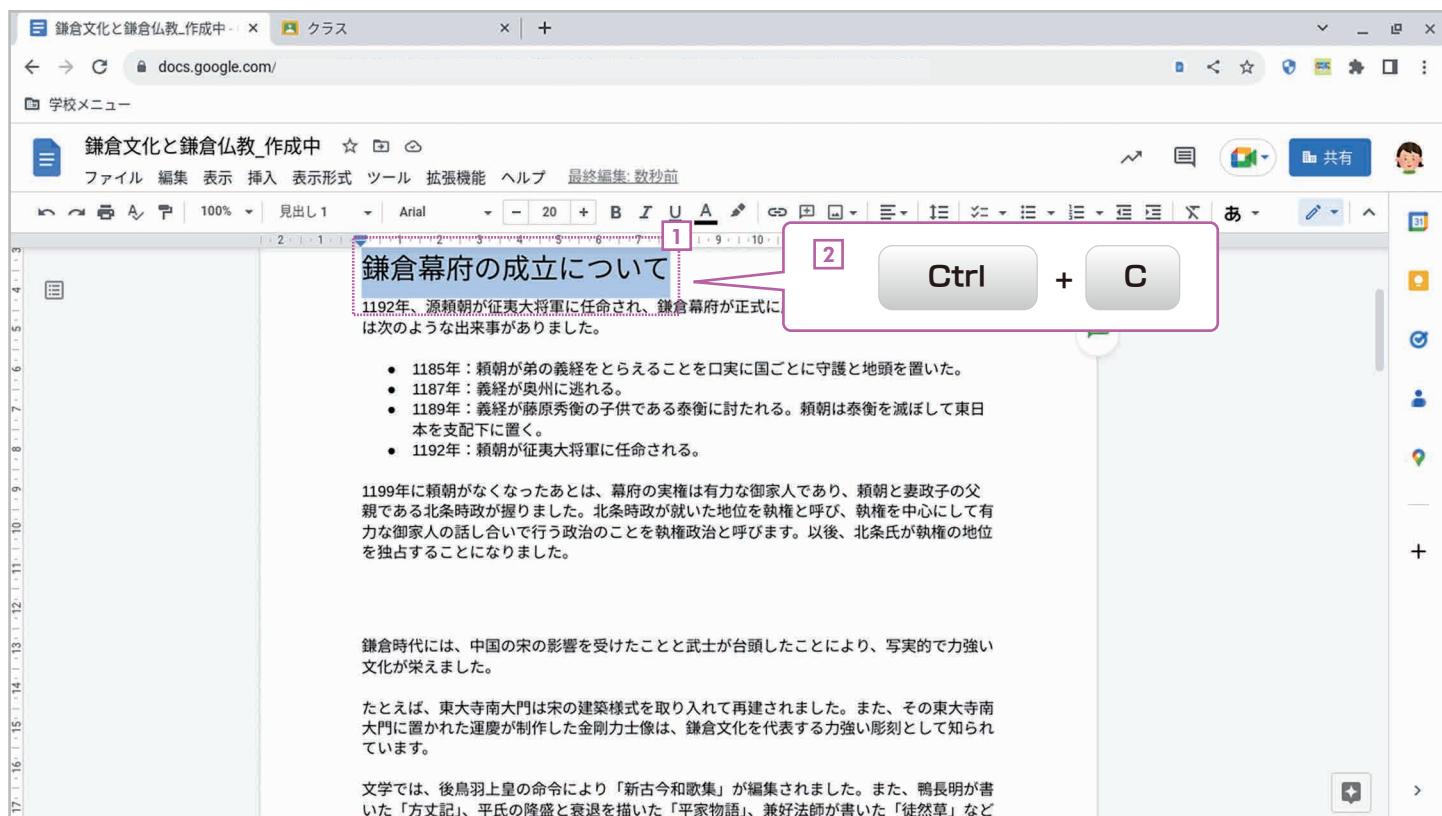 鎌倉文化と鎌倉仏教_作成中 -
クラス
docs.google.com/
学校メニュー
鎌倉文化と鎌倉仏教_作成中
共有
ファイル 編集 表示 挿入 表示形式 ツール 拡張機能 ヘルプ 最終編集: 数秒前
100% 見出し 1 Arial - 20 + B I U A あ
2 1 1 2 3 4 5 6 7 9 10
1
2
Ctrl + C
鎌倉幕府の成立について
1192年、源頼朝が征夷大将軍に任命され、鎌倉幕府が正式に
は次のような出来事がありました。
● 1185年：頼朝が弟の義経をとらえることを口実に国ごとに守護と地頭を置いた。
● 1187年：義経が奥州に逃れる。
● 1189年：義経が藤原秀衡の子供である泰衡に討たれる。頼朝は泰衡を滅ぼして東日
本を支配下に置く。
● 1192年：頼朝が征夷大将軍に任命される。
1199年に頼朝がなくなったあとは、幕府の実権は有力な御家人であり、頼朝と妻政子の父
親である北条時政が握りました。北条時政が就いた地位を執権と呼び、執権を中心にして有
力な御家人の話し合いで行う政治のことを執権政治と呼びます。以後、北条氏が執権の地位
を独占することになりました。
鎌倉時代には、中国の宋の影響を受けたことと武士が台頭したことにより、写実的で力強い
文化が栄えました。
たとえば、東大寺南大門は宋の建築様式を取り入れて再建されました。また、その東大寺南
大門に置かれた運慶が制作した金剛力士像は、鎌倉文化を代表する力強い彫刻として知られ
ています。
文学では、後鳥羽上皇の命令により「新古今和歌集」が編集されました。また、鴨長明が書
いた「方丈記」、平氏の隆盛と衰退を描いた「平家物語」、兼好法師が書いた「徒然草」など
3 4 5 6 7 8 9 10 11 12 13 14 15 16 17
31